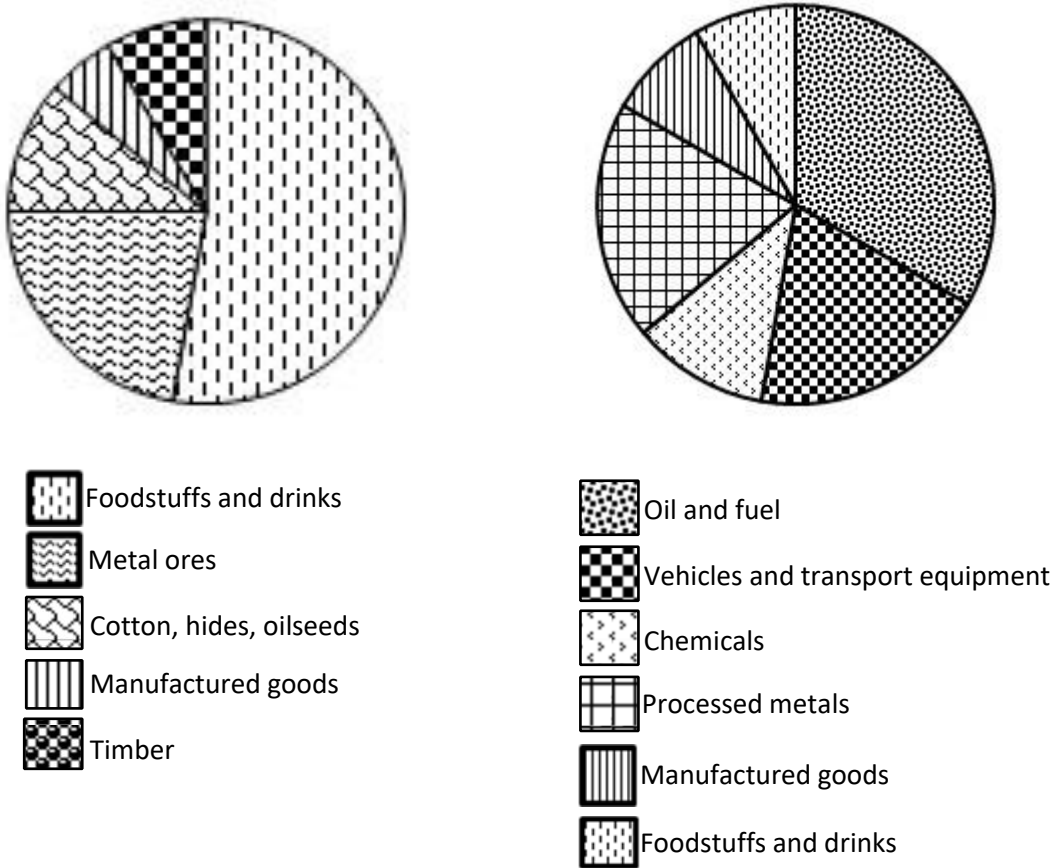 Foodstuffs and drinks
Metal ores
Cotton, hides, oilseeds
Manufactured goods
Timber
Oil and fuel
Vehicles and transport equipment
Chemicals
Processed metals
Manufactured goods
Foodstuffs and drinks